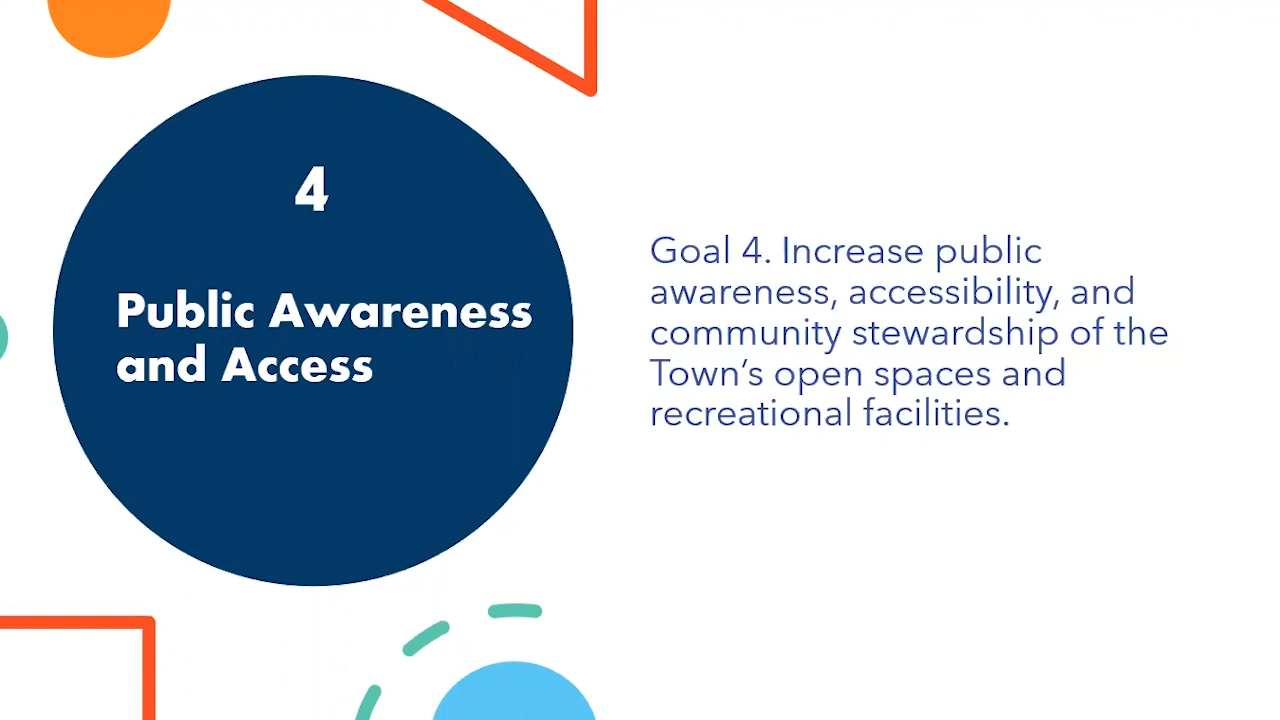 4
Public Awareness
and Access
Goal 4. Increase public
awareness, accessibility, and
community stewardship of the
Town’s open spaces and
recreational facilities.